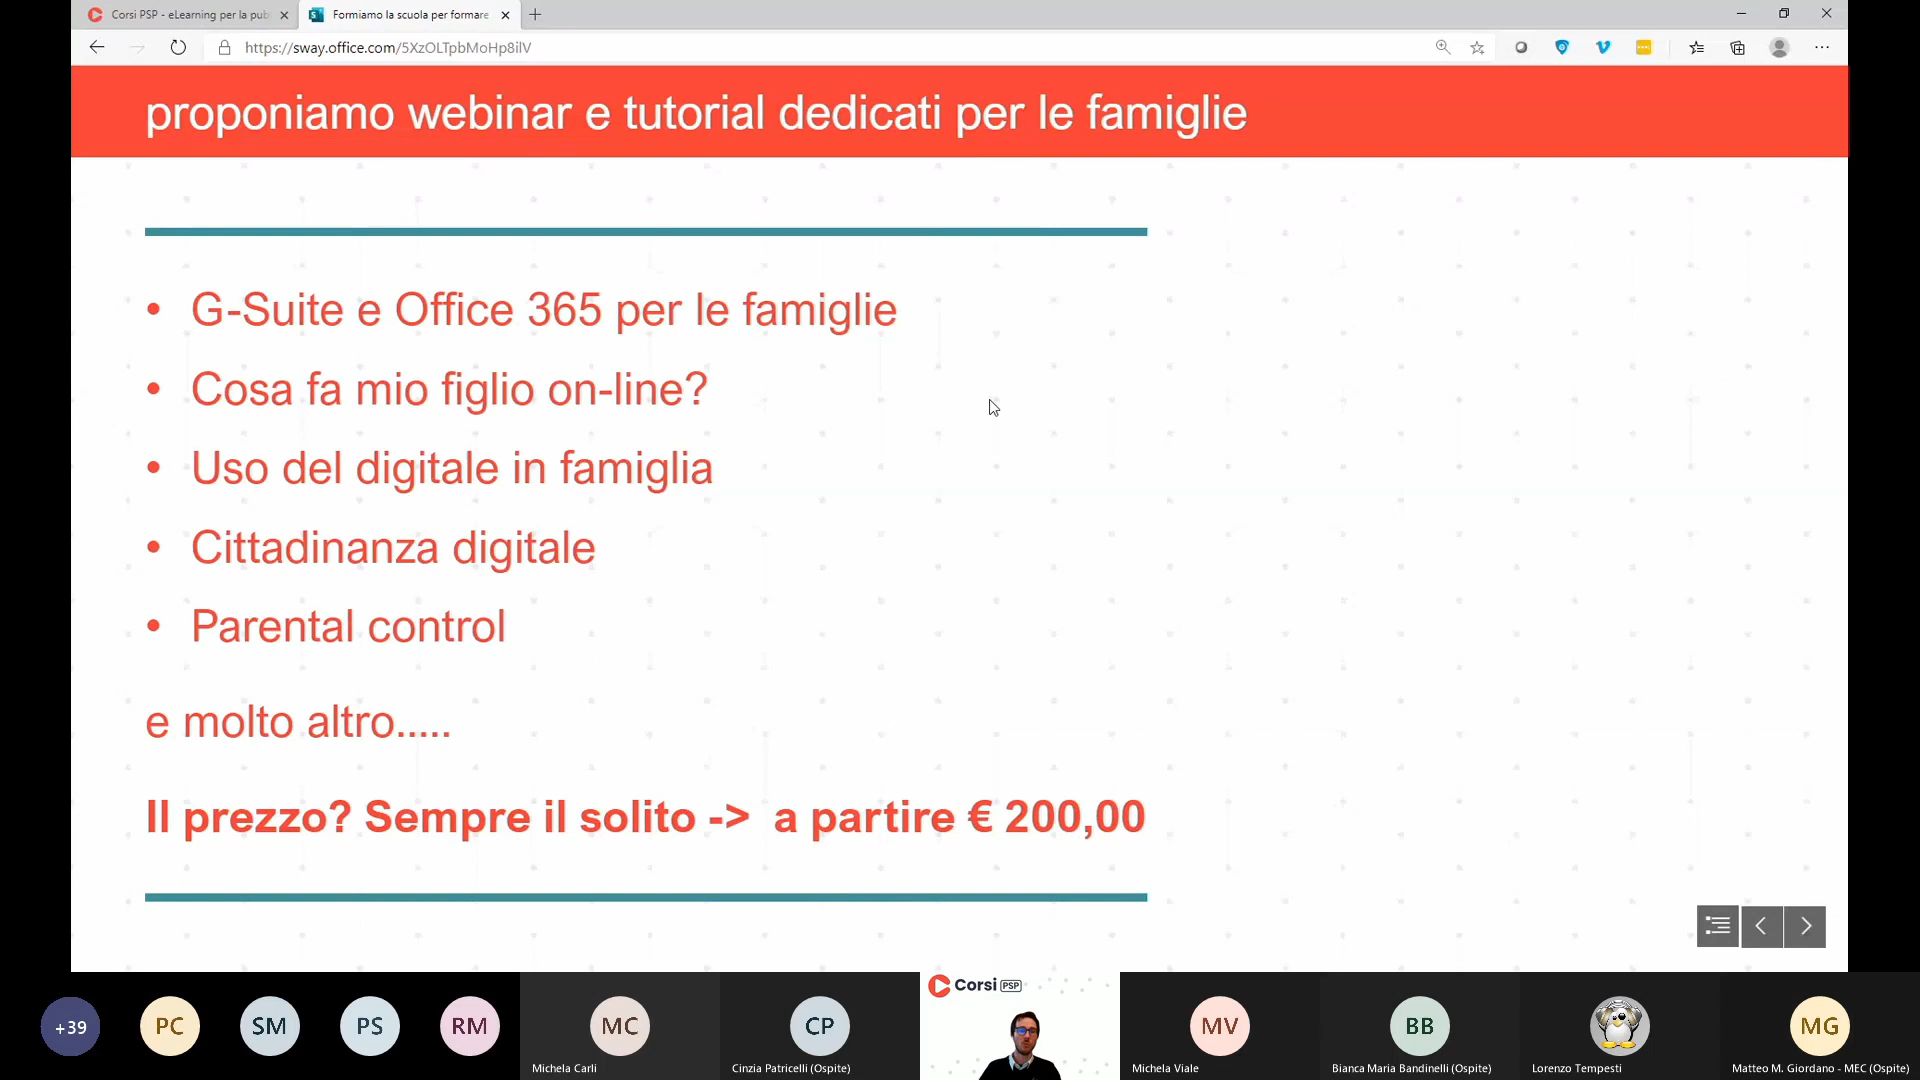 Corsi PSP - eLearning per la pub
Formiamo la scuola per formare
https://sway.office.com/5XzOLTpbMoHp8ilV
proponiamo webinar e tutorial dedicati per le famiglie
• G-Suite e Office 365 per le famiglie
• Cosa fa mio figlio on-line?
• Uso del digitale in famiglia
• Cittadinanza digitale
• Parental control
e molto altro.....
Il prezzo? Sempre il solito -> a partire € 200,00
Corsi PSP
+39
PC
SM
PS
RM
MC
CP
MV
BB
MG
Michela Carli
Cinzia Patricelli (Ospite)
Michela Viale
Bianca Maria Bandinelli (Ospite)
Lorenzo Tempesti
Matteo M. Giordano - MEC (Ospite)